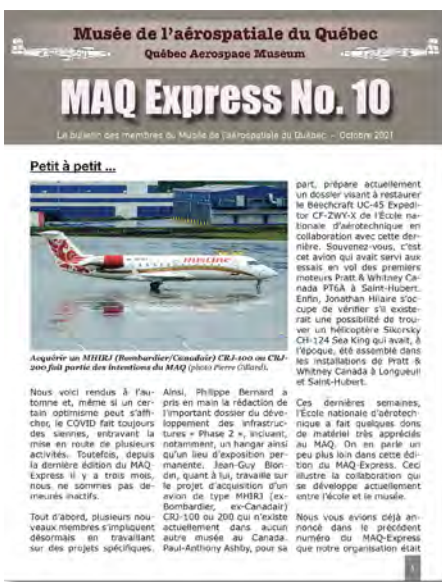 Musée de l'aérospatiale du Québec
Québec Aerospace Museum
MAQ Express No. 10
Le bulletin des membres du Musée de l'aérospatiale du Québec – Octobre 2021
Petit à petit ...
Acquérir un MHIRJ (Bombardier/Canadair) CRJ-100 ou CRJ-
200 fait partie des intentions du MAQ (photo Pierre Gillard).
Nous voici rendus à l'au-
tomne et, même si un cer-
tain optimisme peut s'affi-
cher, le COVID fait toujours
des siennes, entravant la
mise en route de plusieurs
activités. Toutefois, depuis
la dernière édition du MAQ-
Express il y a trois mois,
nous ne sommes pas de-
meurés inactifs.
Tout d'abord, plusieurs nou-
veaux membres s'impliquent
désormais en travaillant
sur des projets spécifiques.
Ainsi, Philippe Bernard a
pris en main la rédaction de
l'important dossier du déve-
loppement des infrastruc-
tures « Phase 2 », incluant,
notamment, un hangar ainsi
qu'un lieu d'exposition per-
manente. Jean-Guy Blon-
din, quant à lui, travaille sur
le projet d'acquisition d'un
avion de type MHIRJ (ex-
Bombardier, ex-Canadair)
CRJ-100 ou 200 qui n'existe
actuellement dans aucun
autre musée au Canada.
Paul-Anthony Ashby, pour sa
part, prépare actuellement
un dossier visant à restaurer
le Beechcraft UC-45 Expedi-
tor CF-ZWY-X de l'École na-
tionale d'aérotechnique en
collaboration avec cette der-
nière. Souvenez-vous, c'est
cet avion qui avait servi aux
essais en vol des premiers
moteurs Pratt & Whitney Ca-
nada PT6A à Saint-Hubert.
Enfin, Jonathan Hilaire s'oc-
cupe de vérifier s'il existe-
rait une possibilité de trou-
ver un hélicoptère Sikorsky
CH-124 Sea King qui avait, à
l'époque, été assemblé dans
les installations de Pratt &
Whitney Canada à Longueuil
et Saint-Hubert.
Ces dernières semaines,
l'École nationale d'aérotech-
nique a fait quelques dons
de matériel très appréciés
au MAQ. On en parle un
peu plus loin dans cette édi-
tion du MAQ-Express. Ceci
illustre la collaboration qui
se développe actuellement
entre l'école et le musée.
Nous vous avions déjà an-
noncé dans le précédent
numéro du MAQ-Express
que notre organisation était
1